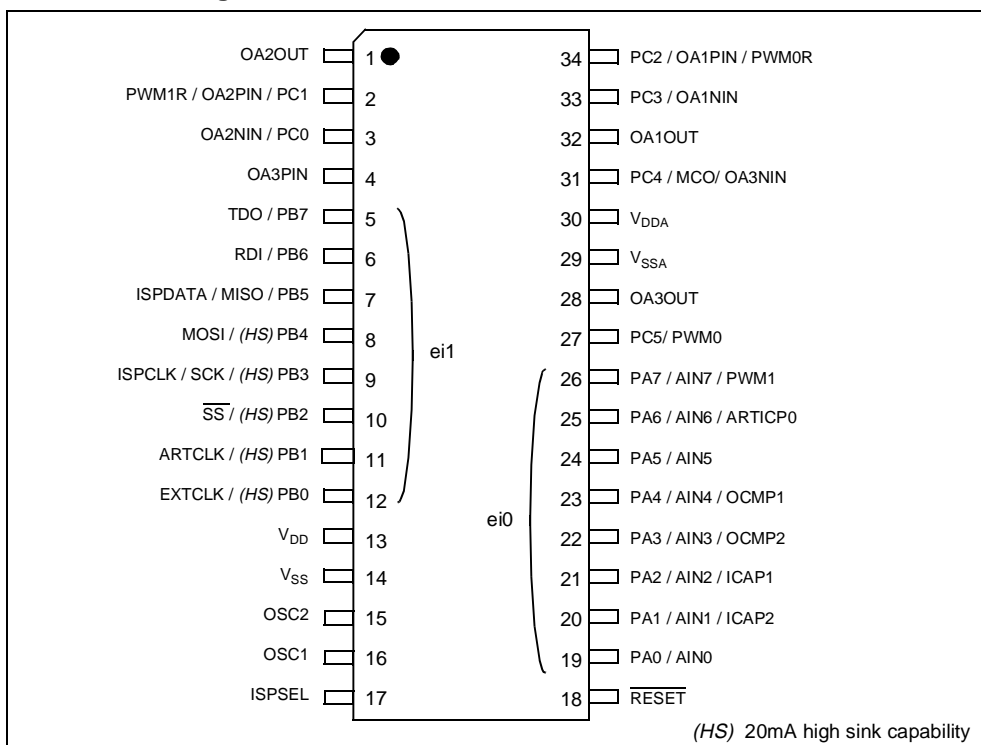 OA2OUT 1 34 PC2 / OA1PIN / PWM0R
PWM1R / OA2PIN / PC1 2 33 PC3 / OA1NIN
OA2NIN / PC0 3 32 OA1OUT
OA3PIN 4 31 PC4 / MCO/ OA3NIN
TDO / PB7 5 30 VDDA
RDI / PB6 6 29 VSSA
ISPDATA / MISO / PB5 7 28 OA3OUT
MOSI / (HS) PB4 8 27 PC5/ PWM0
ei1
ISPCLK / SCK / (HS) PB3 9 26 PA7 / AIN7 / PWM1
SS / (HS) PB2 10 25 PA6 / AIN6 / ARTICP0
ARTCLK / (HS) PB1 11 24 PA5 / AIN5
EXTCLK / (HS) PB0 12 23 PA4 / AIN4 / OCMP1
ei0
VDD 13 22 PA3 / AIN3 / OCMP2
VSS 14 21 PA2 / AIN2 / ICAP1
OSC2 15 20 PA1 / AIN1 / ICAP2
OSC1 16 19 PA0 / AIN0
ISPSEL 17 18 RESET
(HS) 20mA high sink capability